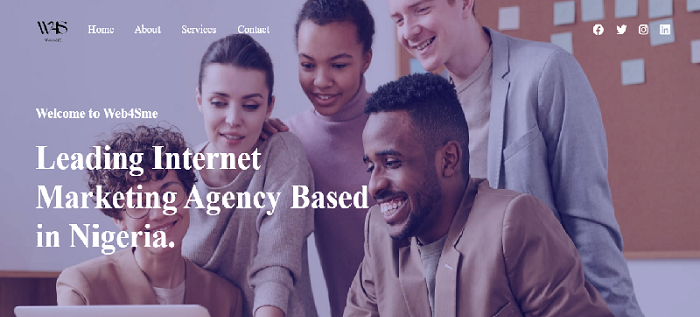 W4S
Home About Services Contact
Welcome to Web4Sme
Leading Internet
Marketing Agency Based
in Nigeria.